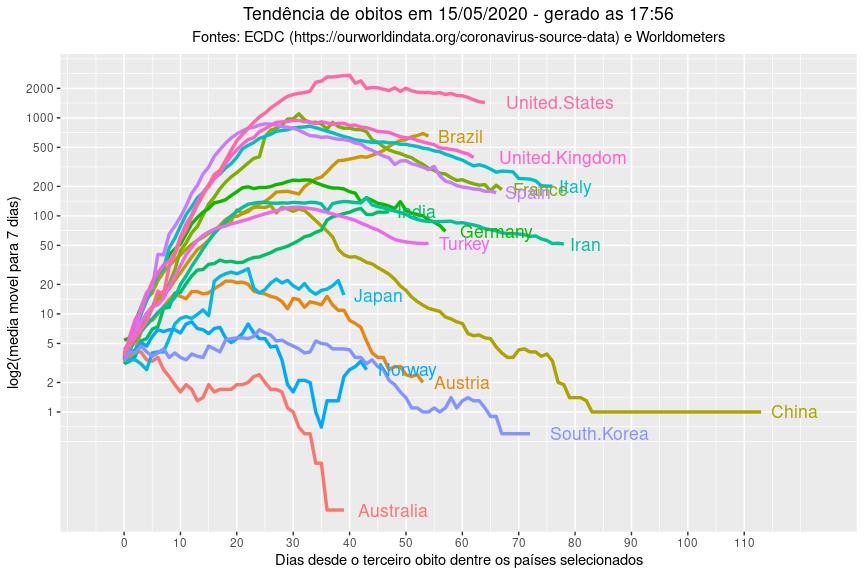 Tendência de obitos em 15/05/2020 - gerado as 17:56
Fontes: ECDC (https://ourworldindata.org/coronavirus-source-data) e Worldometers
log2(media movel para 7 dias)
2000
1000
500
200
100
50
20
10
5
2
1
United.States
Brazil
United.Kingdom
France
Italy
Spain
India
Germany
Turkey
Iran
Japan
Norway
Austria
China
South.Korea
Australia
0 10 20 30 40 50 60 70 80 90 100 110
Dias desde o terceiro obito dentre os países selecionados